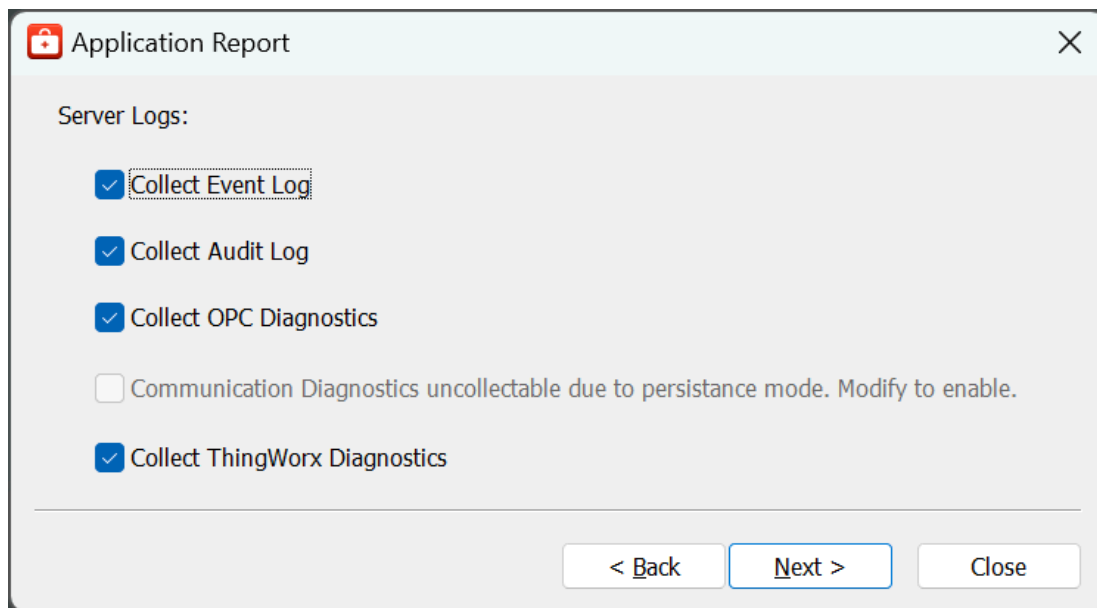 Application Report
Server Logs:
Collect Event Log
Collect Audit Log
Collect OPC Diagnostics
Communication Diagnostics uncollectable due to persistance mode. Modify to enable.
Collect ThingWorx Diagnostics
< Back Next > Close